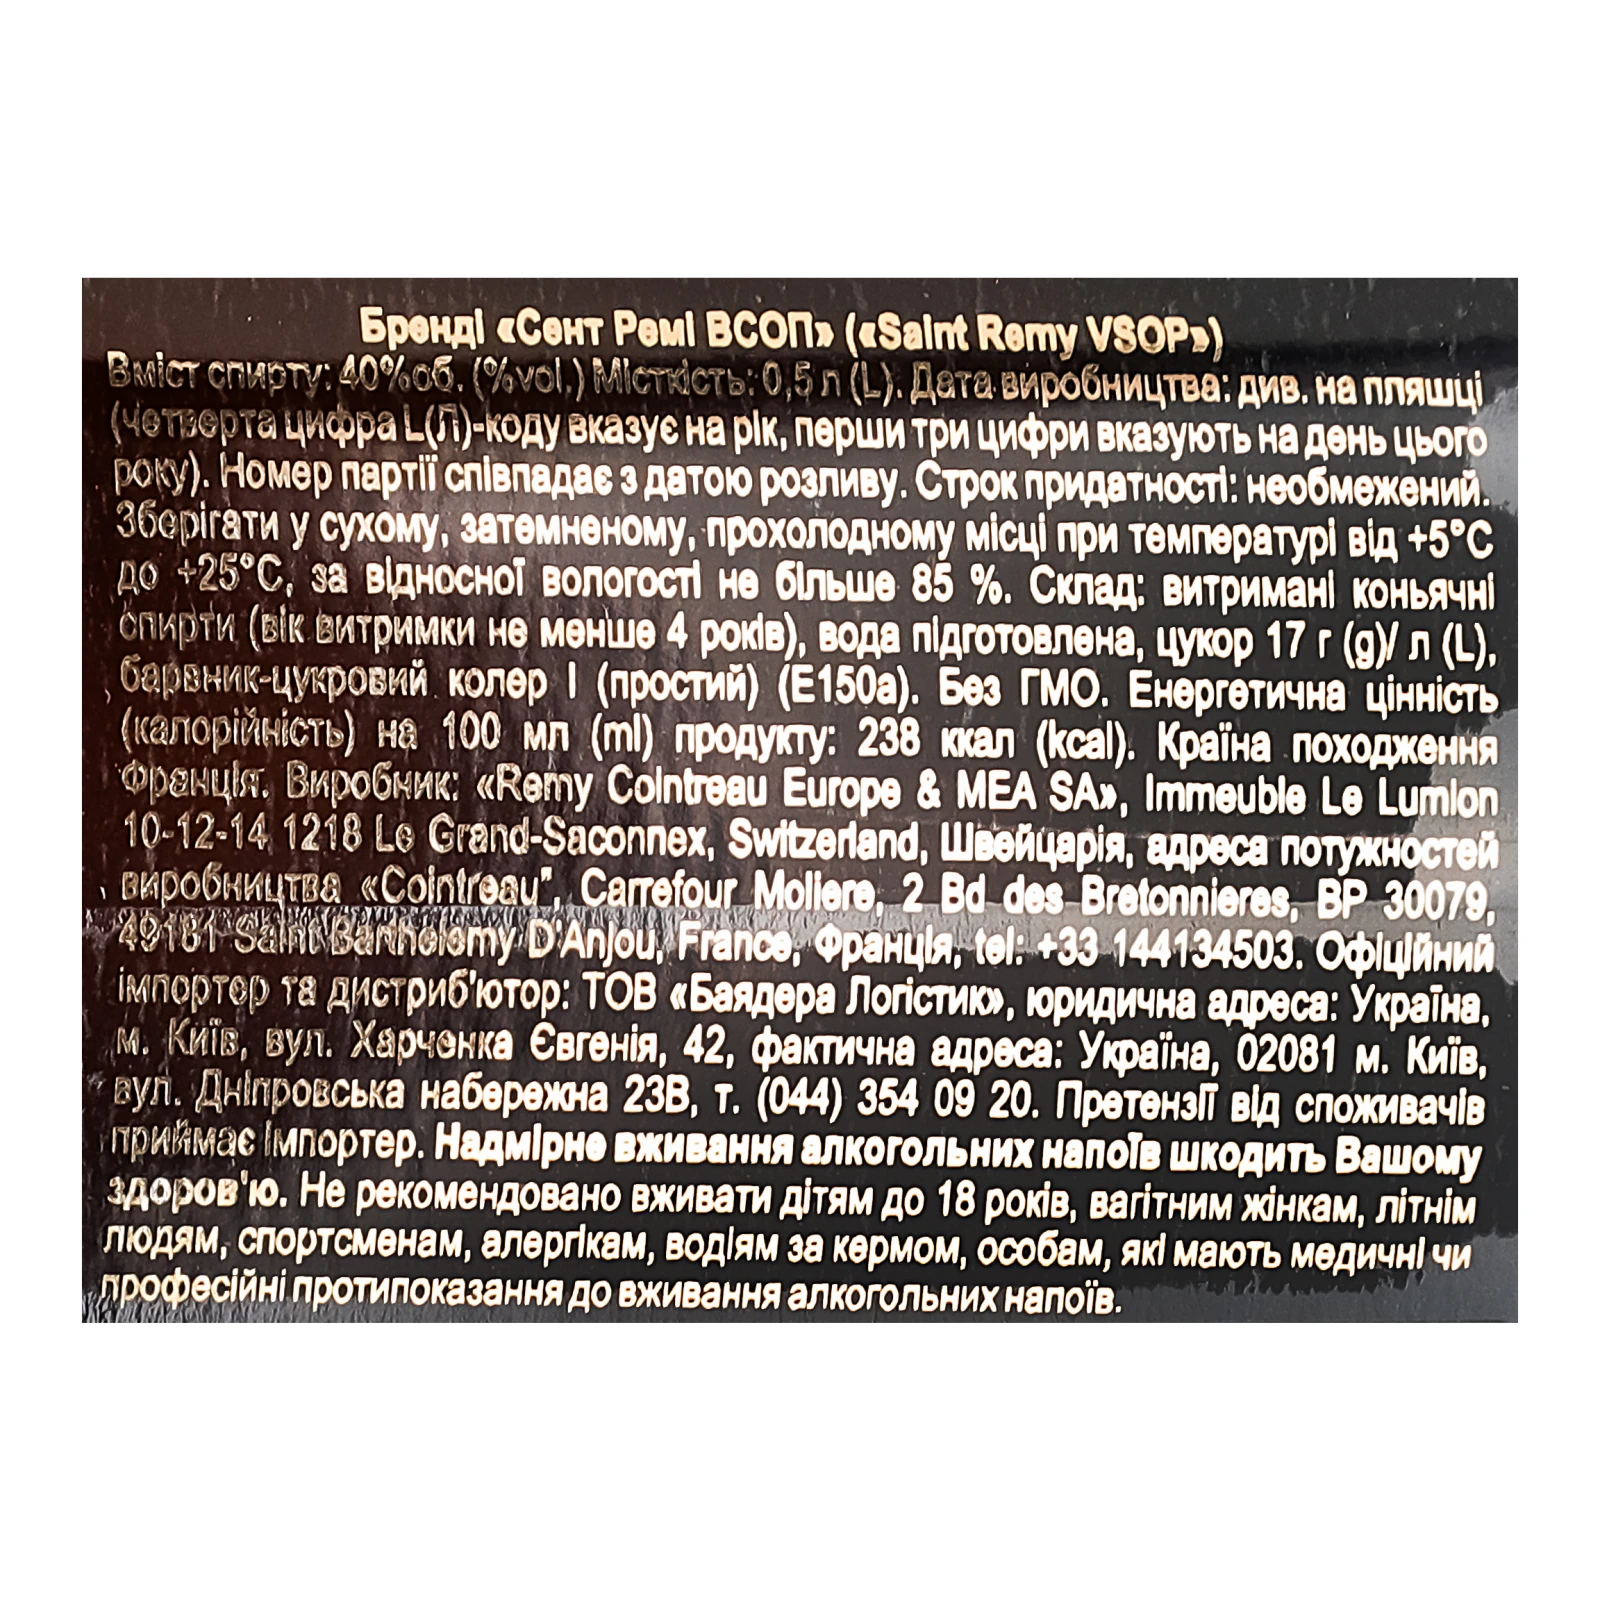 Бренді «Сент Ремі ВСОП» («Saint Remy VSOP»)
Вміст спирту: 40%об. (%vol.) Місткість: 0,5 л (L). Дата виробництва: див. на пляшці
(четверта цифра L(Л)-коду вказує на рік, перши три цифри вказують на день цього
року). Номер партії співпадає з датою розливу. Строк придатності: необмежений.
Зберігати у сухому, затемненому, прохолодному місці при температурі від +5°С
до +25°С, за відносної вологості не більше 85 %. Склад: витримані коньячні
спирти (вік витримки не менше 4 років), вода підготовлена, цукор 17 г (g)/ л (L),
барвник-цукровий колер І (простий) (Е150а). Без ГМО. Енергетична цінність
(калорійність) на 100 мл (ml) продукту: 238 ккал (kcal). Країна походження
Франція. Виробник: «Remy Cointreau Europe & MEA SA», Immeuble Le Lumion
10-12-14 1218 Le Grand-Saconnex, Switzerland, Швейцарія, адреса потужностей
виробництва «Cointreau", Carrefour Moliere, 2 Bd des Bretonnieres, BP 30079,
49181 Saint Barthelemy D'Anjou, France, Франція, tel: +33 144134503. Офіційний
імпортер та дистриб'ютор: ТОВ «Баядера Логістик», юридична адреса: Україна,
м. Київ, вул. Харченка Євгенія, 42, фактична адреса: Україна, 02081 м. Київ,
вул. Дніпровська набережна 23В, т. (044) 354 09 20. Претензії від споживачів
приймає імпортер. Надмірне вживання алкогольних напоїв шкодить Вашому
здоров'ю. Не рекомендовано вживати дітям до 18 років, вагітним жінкам, літнім
людям, спортсменам, алергікам, водіям за кермом, особам, які мають медичні чи
професійні протипоказання до вживання алкогольних напоїв.